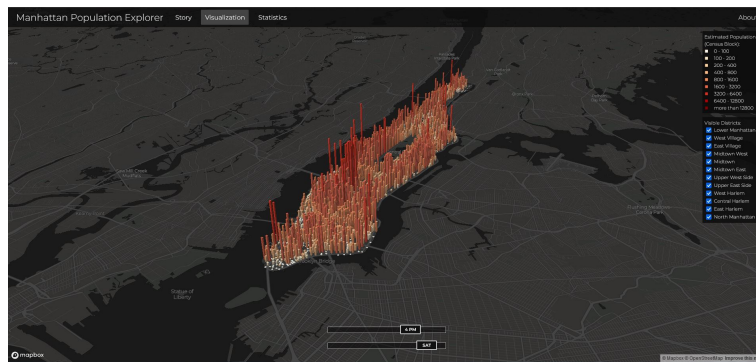 Manhattan Population Explorer
Story
Visualization
Statistics
About
Estimated Population
(Census Block):
0 - 100
100 - 200
200 - 400
400 - 800
800 - 1600
1600 - 3200
3200 - 6400
6400 - 12800
more than 12800
Visible Districts:
Lower Manhattan
West Village
East Village
Midtown West
Midtown
Midtown East
Upper West Side
Upper East Side
West Harlem
Central Harlem
East Harlem
North Manhattan
Statue of
Liberty
4 PM
SAT
mapbox
© Mapbox © OpenStreetMap Improve this